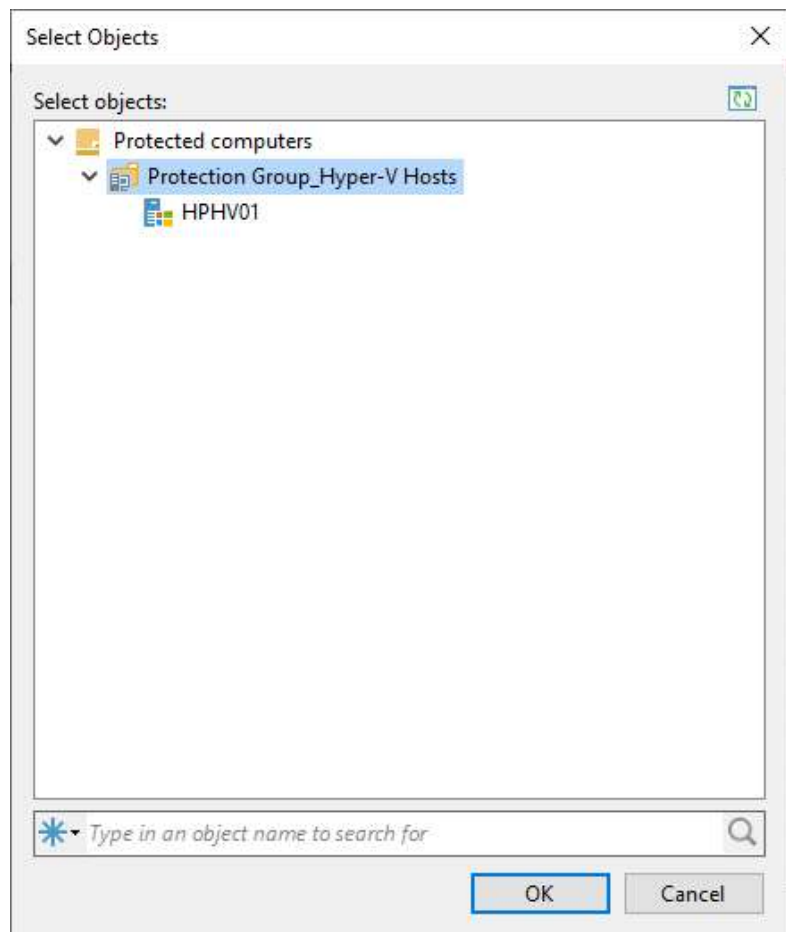 Select Objects
Select objects:
Protected computers
Protection Group_Hyper-V Hosts
HPHV01
Type in an object name to search for
OK Cancel